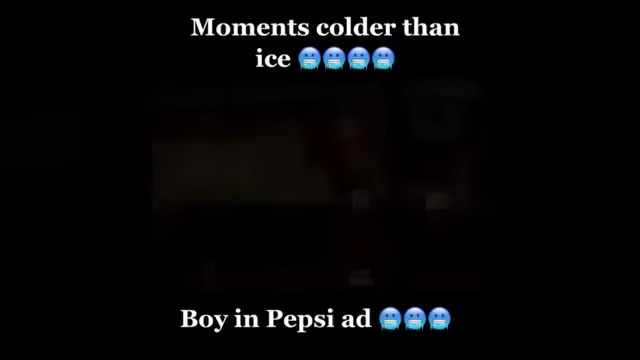 Moments colder than
ice 🥶🥶🥶🥶
Boy in Pepsi ad 🥶🥶🥶